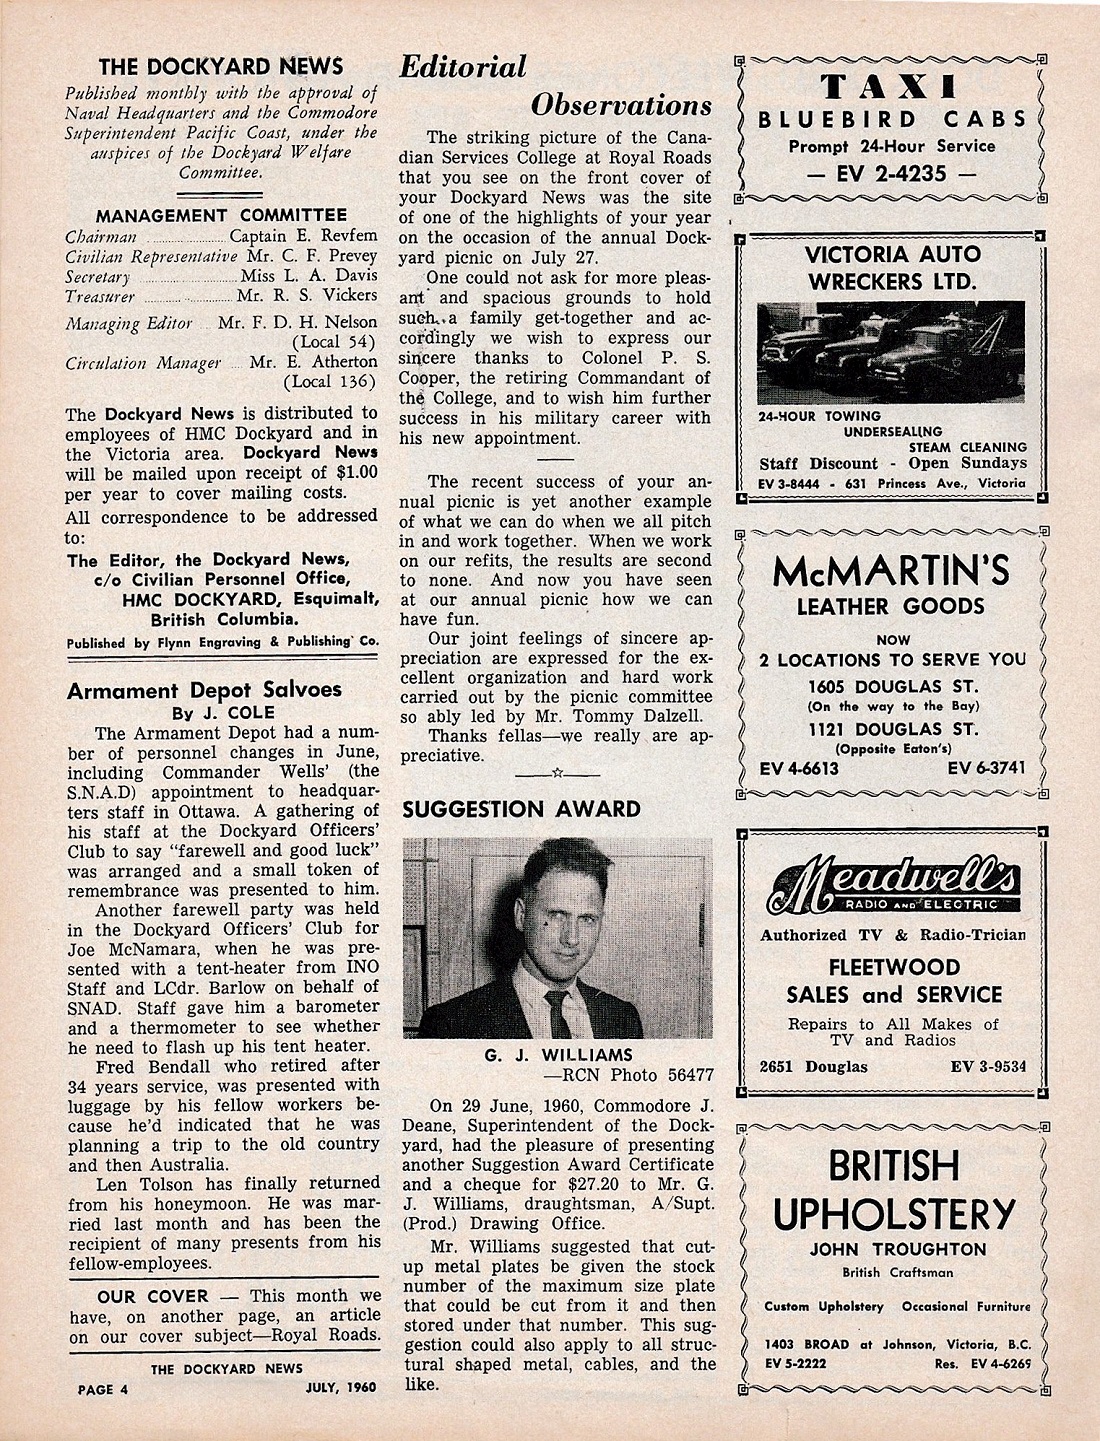 THE DOCKYARD NEWS
Published monthly with the approval of
Naval Headquarters and the Commodore
Superintendent Pacific Coast, under the
auspices of the Dockyard Welfare
Committee.
MANAGEMENT COMMITTEE
Chairman ........................ Captain E. Revfem
Civilian Representative Mr. C. F. Prevey
Secretary ........................ Miss L. A. Davis
Treasurer ........................ Mr. R. S. Vickers
Managing Editor .. Mr. F. D. H. Nelson
(Local 54)
Circulation Manager .... Mr. E. Atherton
(Local 136)
The Dockyard News is distributed to
employees of HMC Dockyard and in
the Victoria area. Dockyard News
will be mailed upon receipt of $1.00
per year to cover mailing costs.
All correspondence to be addressed
to:
The Editor, the Dockyard News,
c/o Civilian Personnel Office,
HMC DOCKYARD, Esquimalt,
British Columbia.
Published by Flynn Engraving & Publishing Co.
Armament Depot Salvoes
By J. COLE
The Armament Depot had a num-
ber of personnel changes in June,
including Commander Wells' (the
S.N.A.D) appointment to headquar-
ters staff in Ottawa. A gathering of
his staff at the Dockyard Officers'
Club to say "farewell and good luck"
was arranged and a small token of
remembrance was presented to him.
Another farewell party was held
in the Dockyard Officers' Club for
Joe McNamara, when he was pre-
sented with a tent-heater from INO
Staff and LCdr. Barlow on behalf of
SNAD. Staff gave him a barometer
and a thermometer to see whether
he need to flash up his tent heater.
Fred Bendall who retired after
34 years service, was presented with
luggage by his fellow workers be-
cause he'd indicated that he was
planning a trip to the old country
and then Australia.
Len Tolson has finally returned
from his honeymoon. He was mar-
ried last month and has been the
recipient of many presents from his
fellow-employees.
OUR COVER — This month we
have, on another page, an article
on our cover subject—Royal Roads.
THE DOCKYARD NEWS
PAGE 4 JULY, 1960
Editorial
Observations
The striking picture of the Cana-
dian Services College at Royal Roads
that you see on the front cover of
your Dockyard News was the site
of one of the highlights of your year
on the occasion of the annual Dock-
yard picnic on July 27.
One could not ask for more pleas-
ant and spacious grounds to hold
such a family get-together and ac-
cordingly we wish to express our
sincere thanks to Colonel P. S.
Cooper, the retiring Commandant of
the College, and to wish him further
success in his military career with
his new appointment.
The recent success of your an-
nual picnic is yet another example
of what we can do when we all pitch
in and work together. When we work
on our refits, the results are second
to none. And now you have seen
at our annual picnic how we can
have fun.
Our joint feelings of sincere ap-
preciation are expressed for the ex-
cellent organization and hard work
carried out by the picnic committee
so ably led by Mr. Tommy Dalzell.
Thanks fellas—we really are ap-
preciative.
SUGGESTION AWARD
G. J. WILLIAMS
—RCN Photo 56477
On 29 June, 1960, Commodore J.
Deane, Superintendent of the Dock-
yard, had the pleasure of presenting
another Suggestion Award Certificate
and a cheque for $27.20 to Mr. G.
J. Williams, draughtsman, A/Supt.
(Prod.) Drawing Office.
Mr. Williams suggested that cut-
up metal plates be given the stock
number of the maximum size plate
that could be cut from it and then
stored under that number. This sug-
gestion could also apply to all struc-
tural shaped metal, cables, and the
like.
TAXI
BLUEBIRD CABS
Prompt 24-Hour Service
— EV 2-4235 —
VICTORIA AUTO
WRECKERS LTD.
24-HOUR TOWING
UNDERSEALING
STEAM CLEANING
Staff Discount - Open Sundays
EV 3-8444 - 631 Princess Ave., Victoria
McMARTIN'S
LEATHER GOODS
NOW
2 LOCATIONS TO SERVE YOU
1605 DOUGLAS ST.
(On the way to the Bay)
1121 DOUGLAS ST.
(Opposite Eaton's)
EV 4-6613 EV 6-3741
Meadwell's
RADIO AND ELECTRIC
Authorized TV & Radio-Trician
FLEETWOOD
SALES and SERVICE
Repairs to All Makes of
TV and Radios
2651 Douglas EV 3-9534
BRITISH
UPHOLSTERY
JOHN TROUGHTON
British Craftsman
Custom Upholstery Occasional Furniture
1403 BROAD at Johnson, Victoria, B.C.
EV 5-2222 Res. EV 4-6269